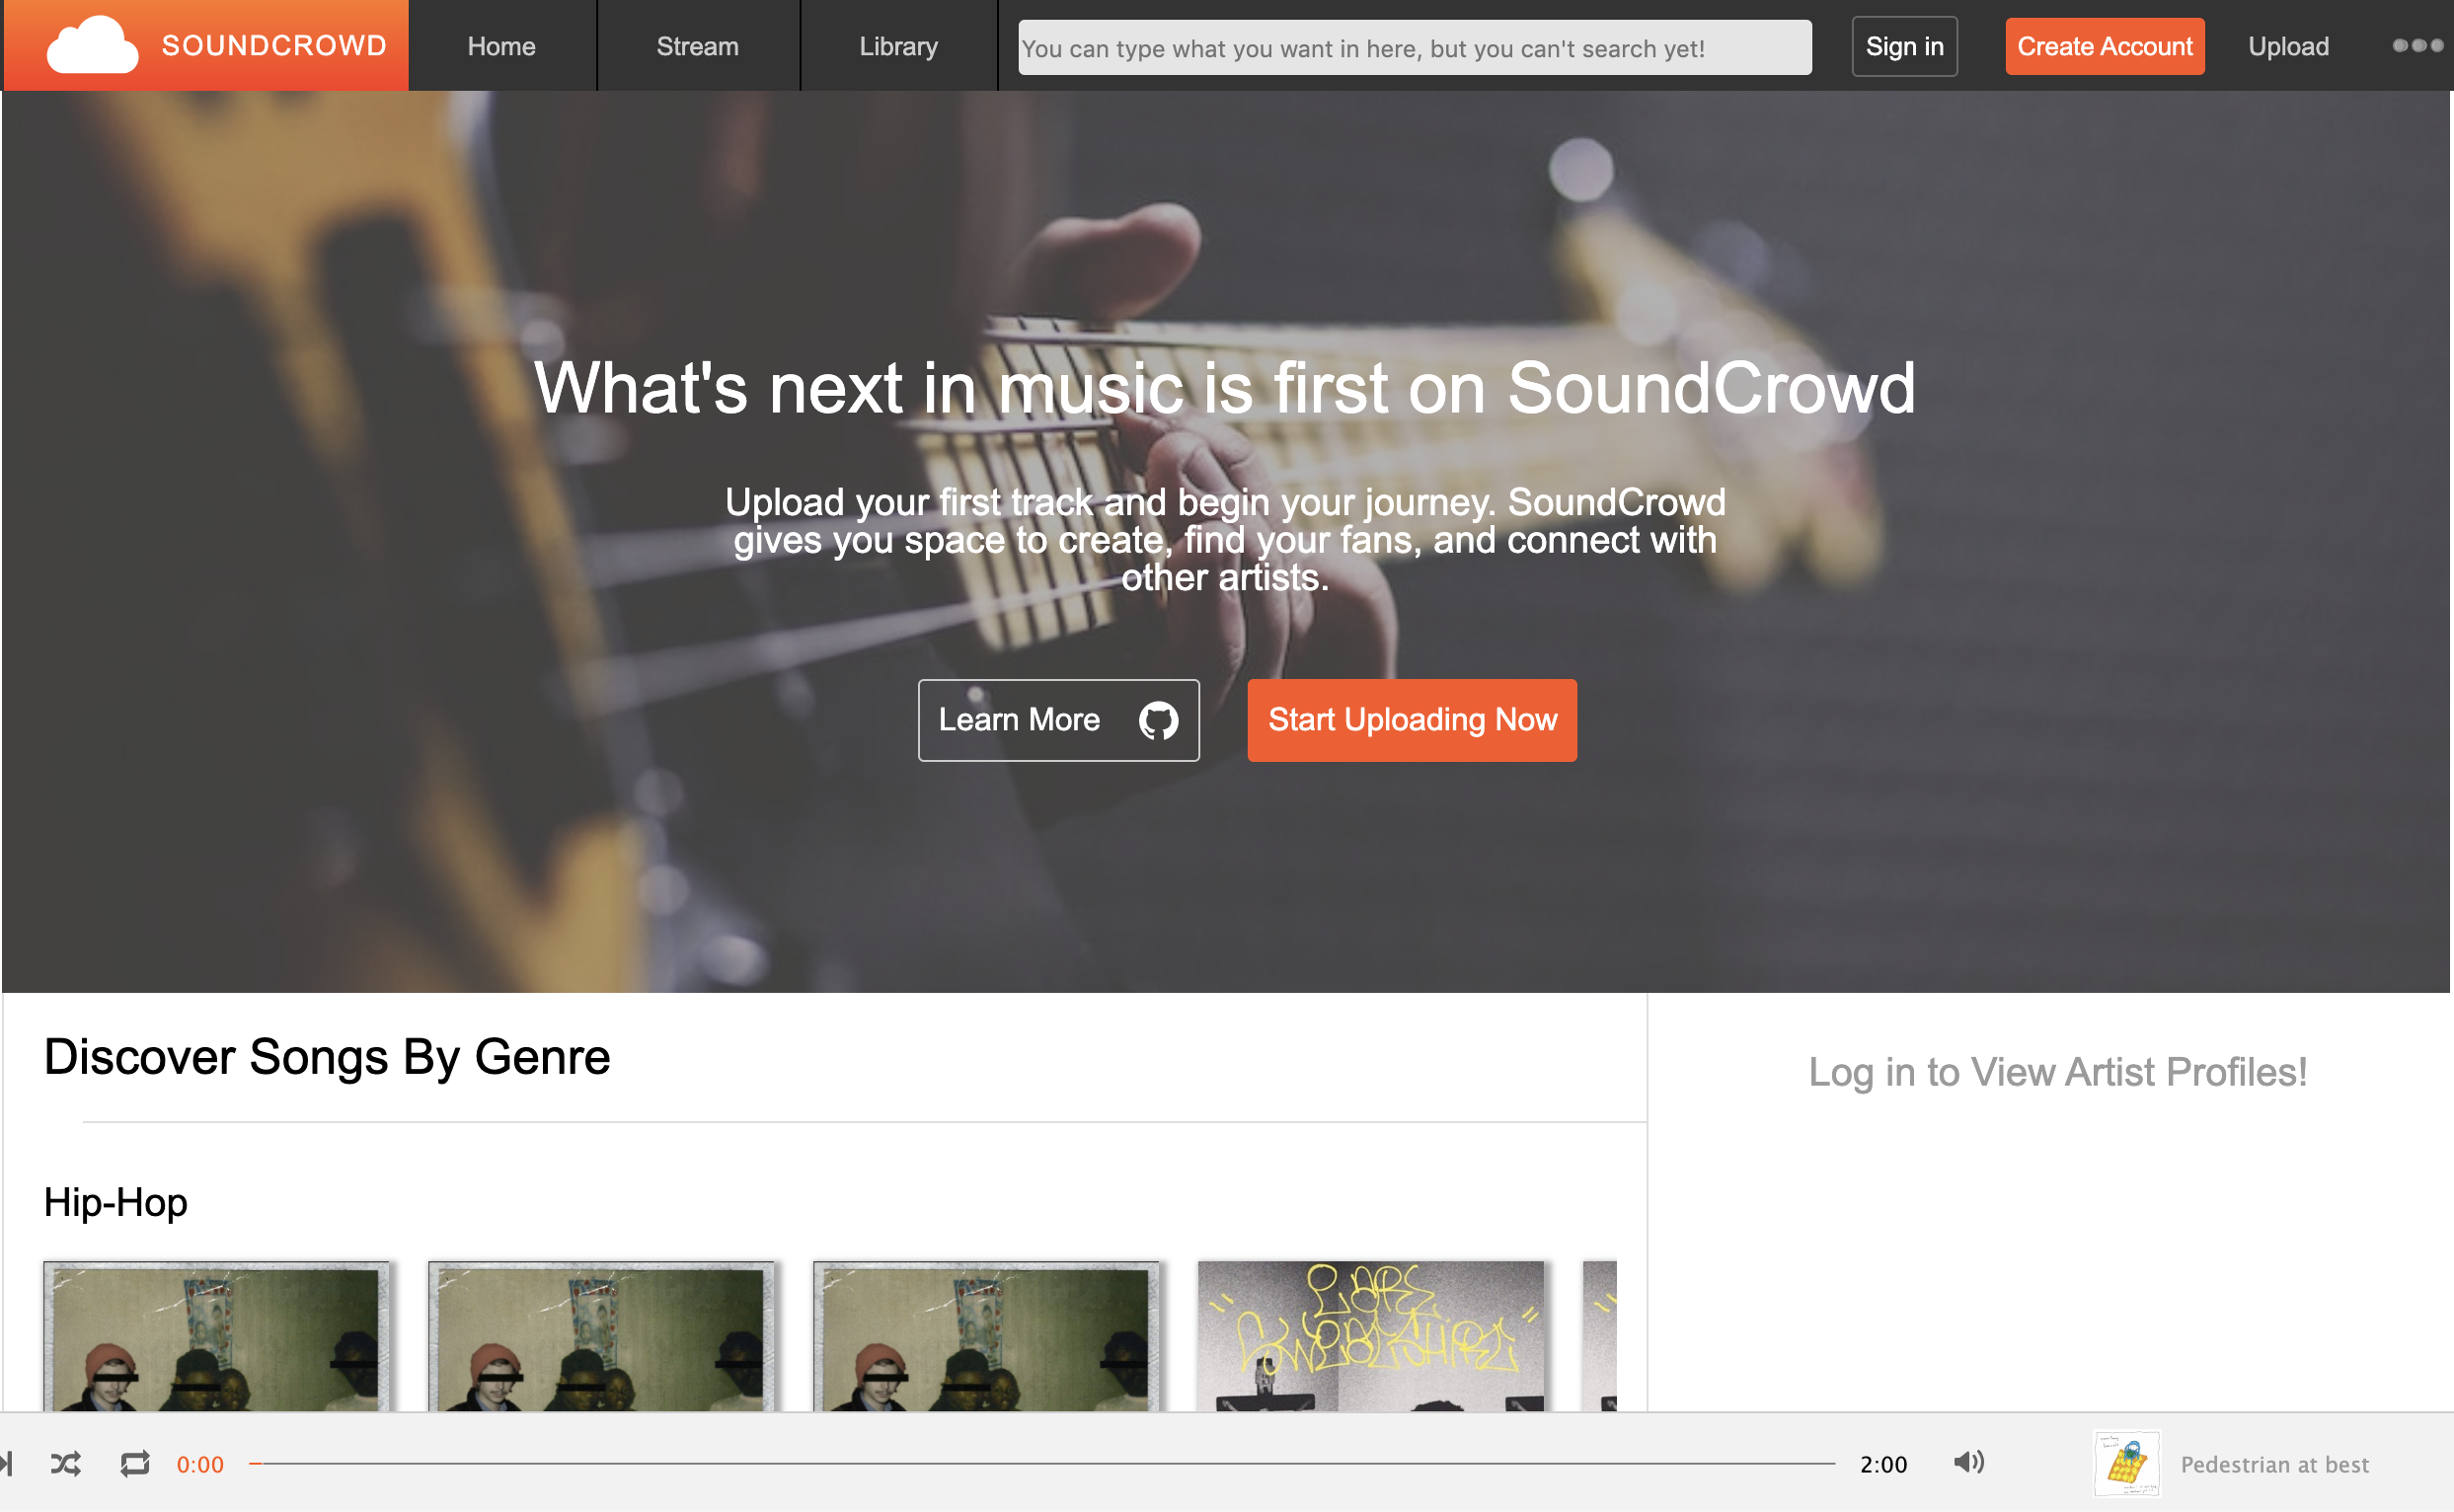 SOUNDCROWD
Home
Stream
Library
You can type what you want in here, but you can't search yet!
Sign in
Create Account
Upload
What's next in music is first on SoundCrowd
Upload your first track and begin your journey. SoundCrowd
gives you space to create, find your fans, and connect with
other artists.
Learn More
Start Uploading Now
Discover Songs By Genre
Log in to View Artist Profiles!
Hip-Hop
EARL
SWEATSHIRT
0:00
2:00
Pedestrian at best